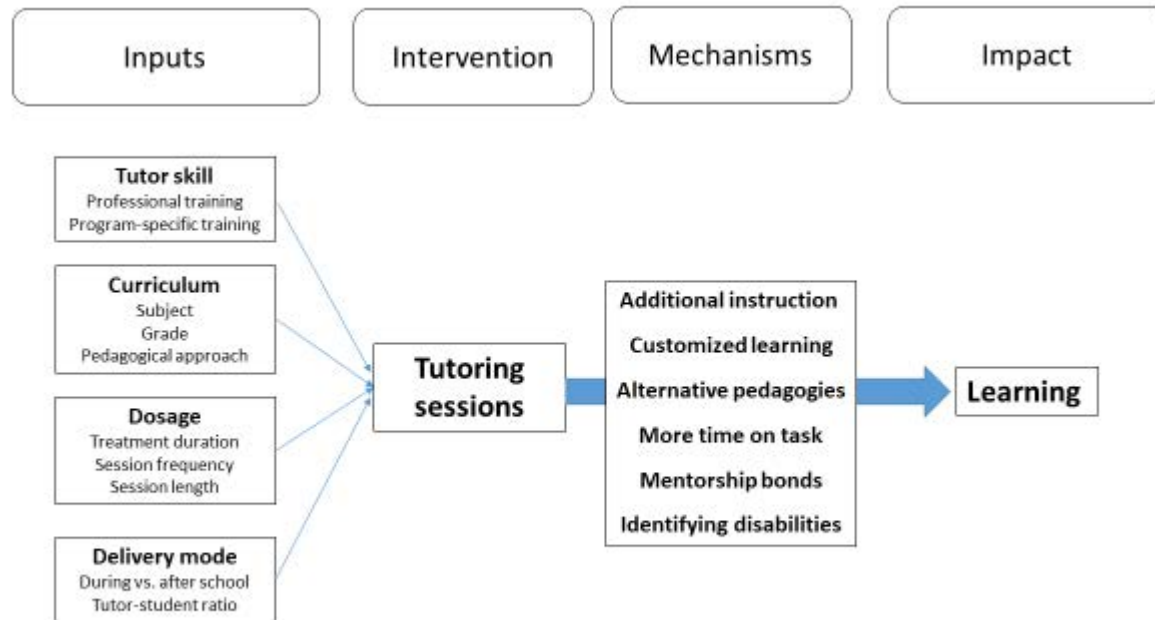 Inputs
Intervention
Mechanisms
Impact
Tutor skill
Professional training
Program-specific training
Curriculum
Subject
Grade
Pedagogical approach
Dosage
Treatment duration
Session frequency
Session length
Delivery mode
During vs. after school
Tutor-student ratio
Tutoring
sessions
Additional instruction
Customized learning
Alternative pedagogies
More time on task
Mentorship bonds
Identifying disabilities
Learning